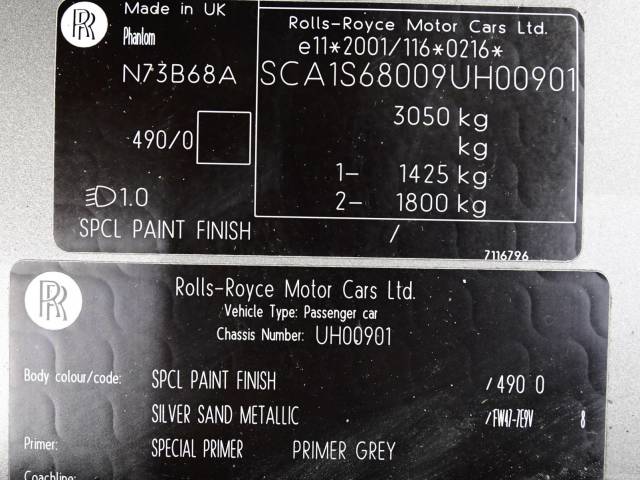 RR Made in UK
Phantom
N73B68A
490/0
1.0
SPCL PAINT FINISH
Rolls-Royce Motor Cars Ltd.
e11*2001/116*0216*
SCA1S68009UH00901
3050 kg
kg
1- 1425 kg
2- 1800 kg
/
7116796
RR Rolls-Royce Motor Cars Ltd.
Vehicle Type: Passenger car
Chassis Number: UH00901
Body colour/code: SPCL PAINT FINISH /490 0
SILVER SAND METALLIC /FW47-7E9V 8
Primer: SPECIAL PRIMER PRIMER GREY
Coachline: